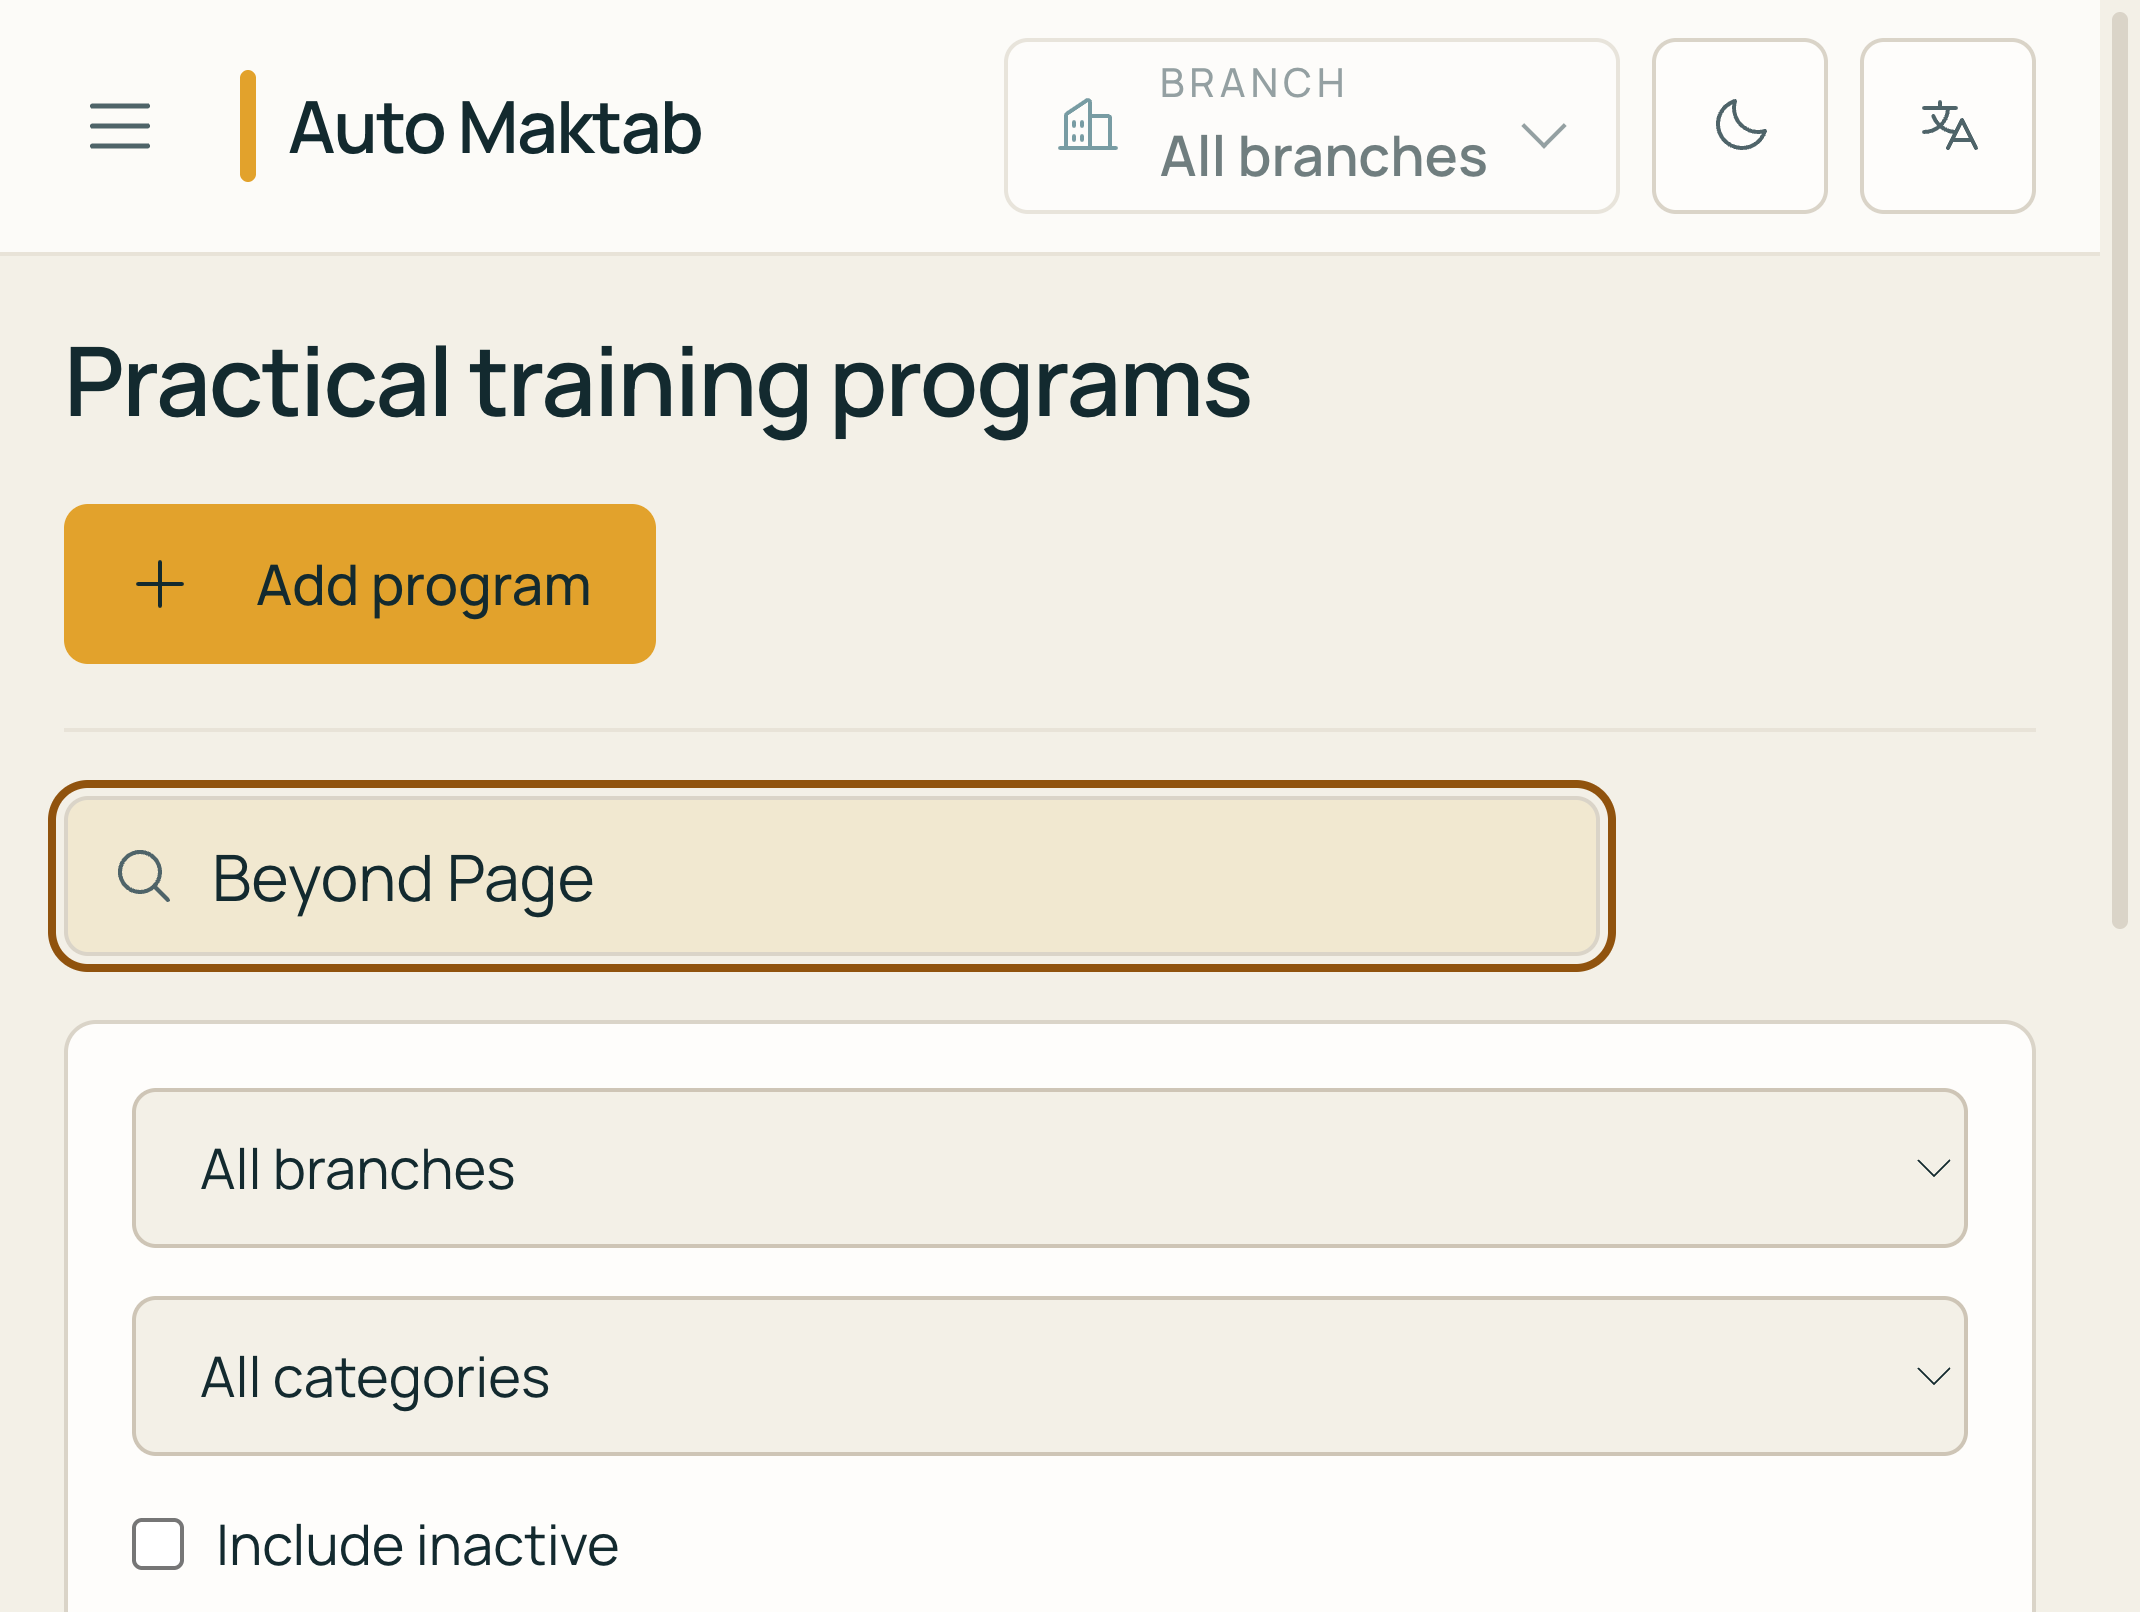 Auto Maktab
BRANCH
All branches
Practical training programs
Add program
Beyond Page
All branches
All categories
Include inactive